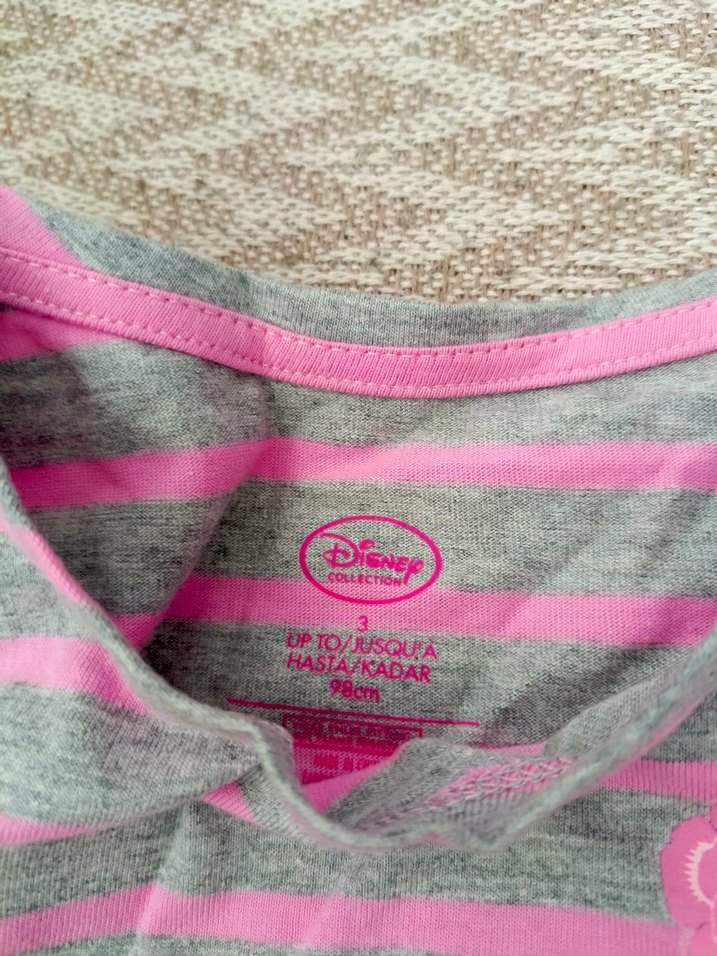 Disney
COLLECTION
3
UP TO/JUSQU'À
HASTA/KADAR
98cm